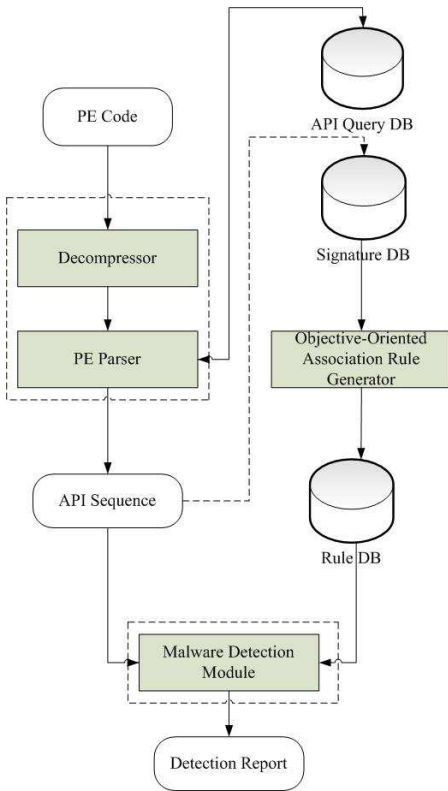 API Query DB
PE Code
Signature DB
Decompressor
Objective-Oriented
Association Rule
Generator
PE Parser
API Sequence
Rule DB
Malware Detection
Module
Detection Report